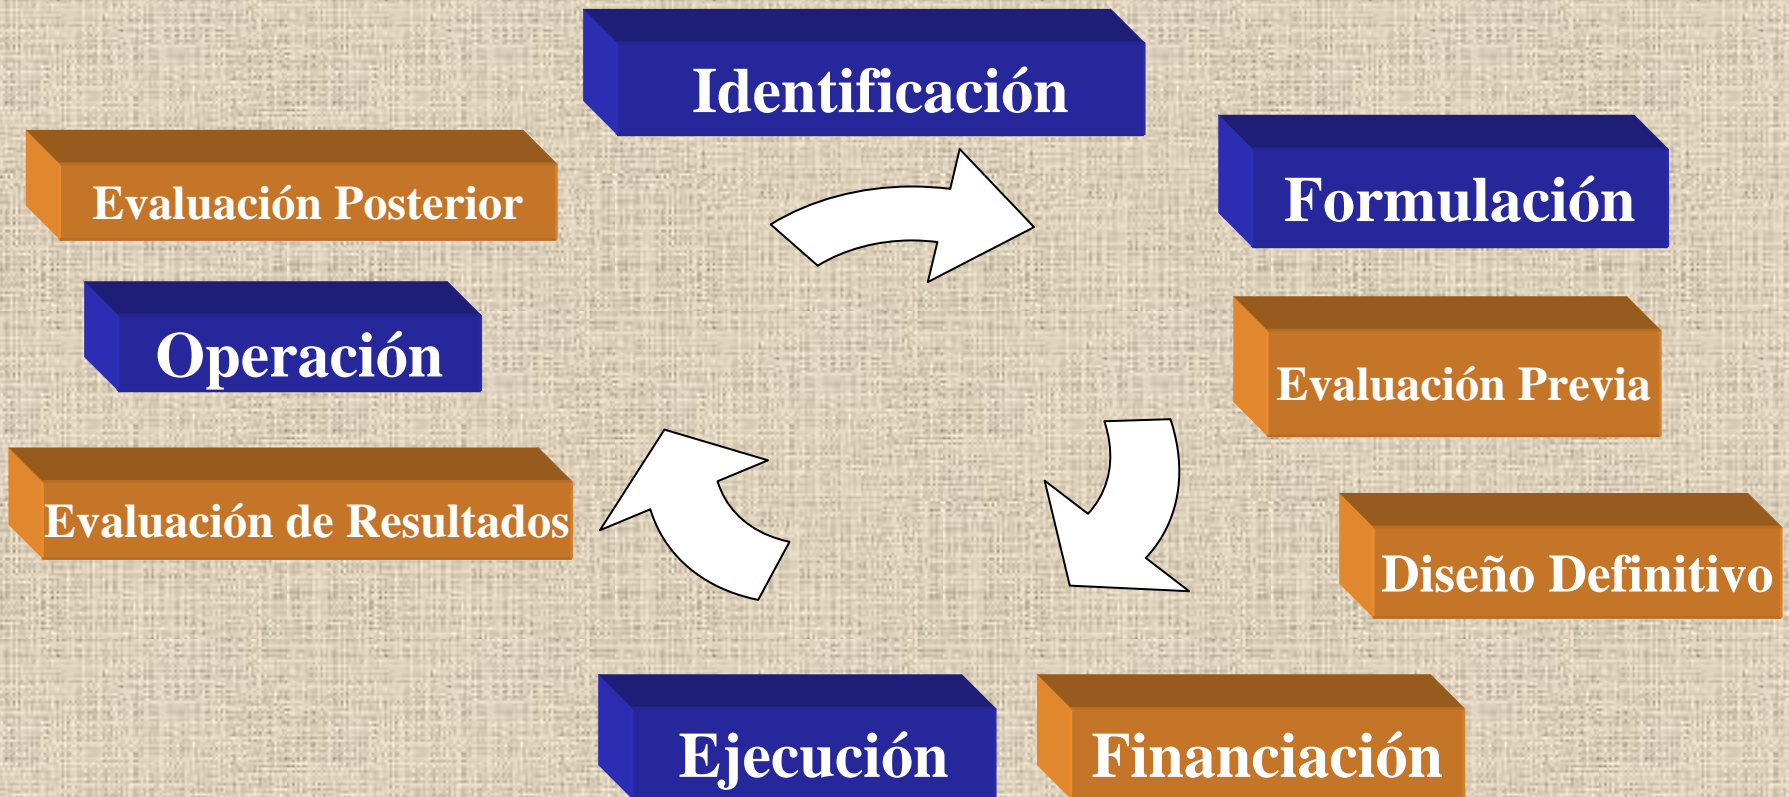 Identificación
Formulación
Evaluación Previa
Diseño Definitivo
Financiación
Ejecución
Evaluación de Resultados
Operación
Evaluación Posterior